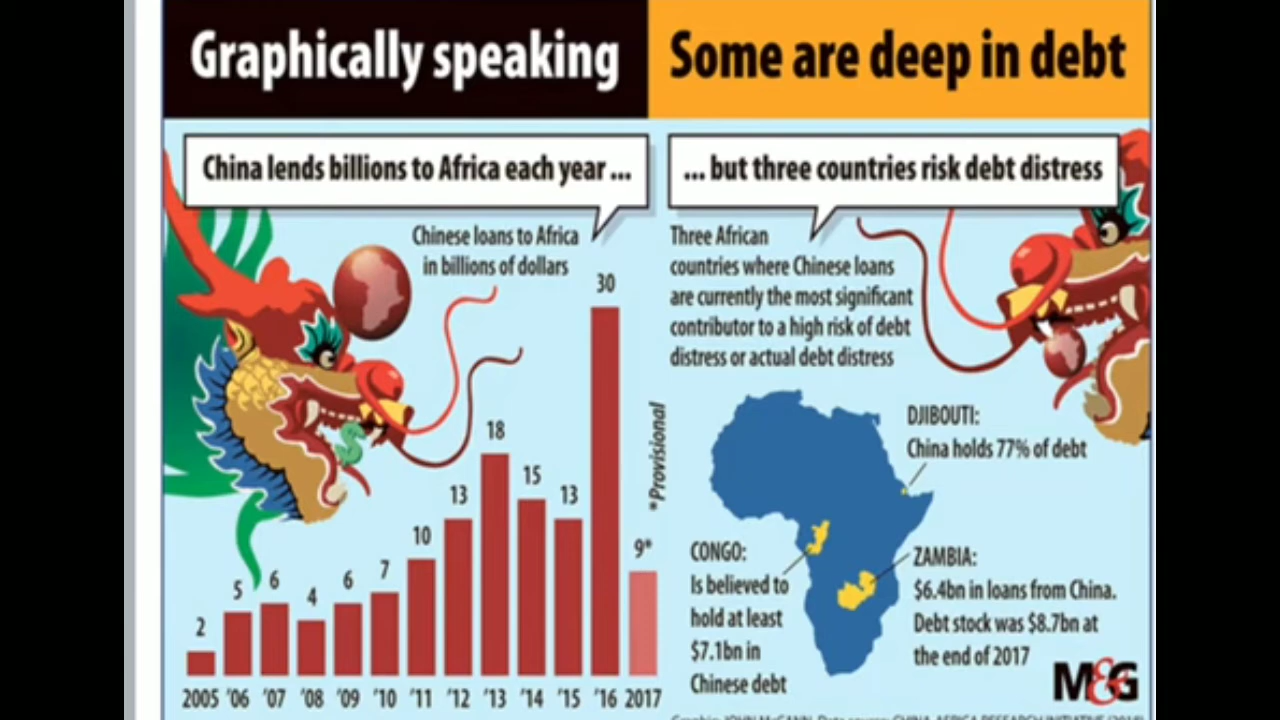 Graphically speaking
Some are deep in debt
China lends billions to Africa each year ...
... but three countries risk debt distress
Chinese loans to Africa
in billions of dollars
2
5
6
4
6
7
10
13
18
15
13
30
9*
*Provisional
2005 '06 '07 '08 '09 '10 '11 '12 '13 '14 '15 '16 2017
Three African
countries where Chinese loans
are currently the most significant
contributor to a high risk of debt
distress or actual debt distress
DJIBOUTI:
China holds 77% of debt
CONGO:
Is believed to
hold at least
$7.1bn in
Chinese debt
ZAMBIA:
$6.4bn in loans from China.
Debt stock was $8.7bn at
the end of 2017
M&G